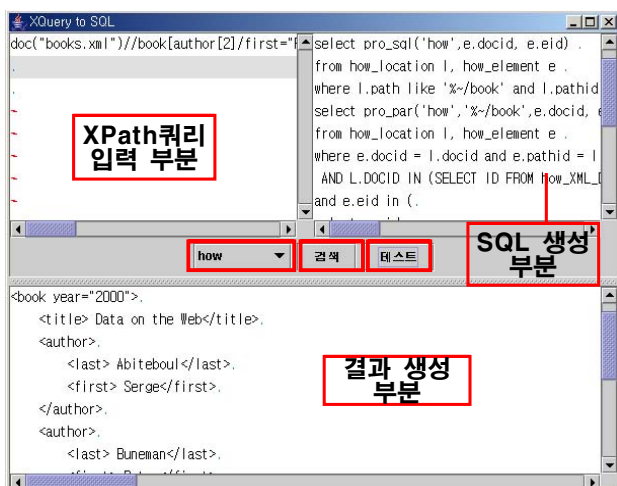 XQuery to SQL
doc("books.xml")//book[author[2]/first="
select pro_sql('how',e.docid, e.eid) .
from how_location l, how_element e .
where l.path like '%~/book' and l.pathid
select pro_par('how','%~/book',e.docid,
from how_location l, how_element e .
where e.docid = l.docid and e.pathid = l
AND L.DOCID IN (SELECT ID FROM how_XML_D
and e.eid in (.
XPath쿼리
입력 부분
SQL 생성
부분
how
검색
테스트
<book year="2000">.
<title> Data on the Web</title>.
<author>.
<last> Abiteboul</last>.
<first> Serge</first>.
</author>.
<author>.
<last> Buneman</last>.
결과 생성
부분